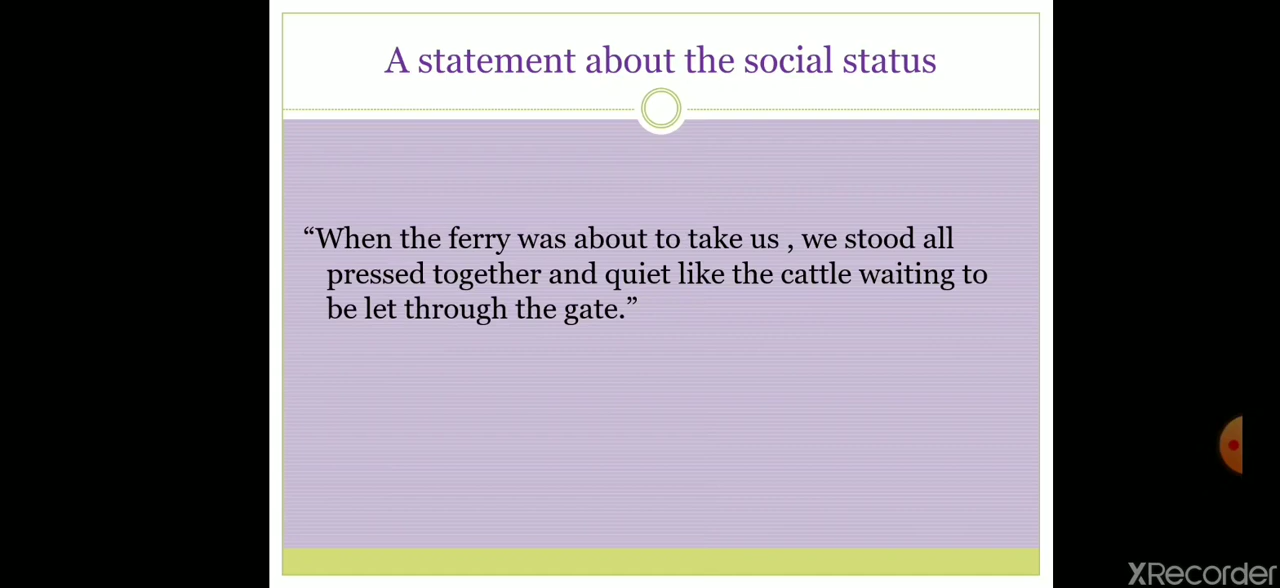 A statement about the social status
“When the ferry was about to take us , we stood all
pressed together and quiet like the cattle waiting to
be let through the gate.”
XRecorder